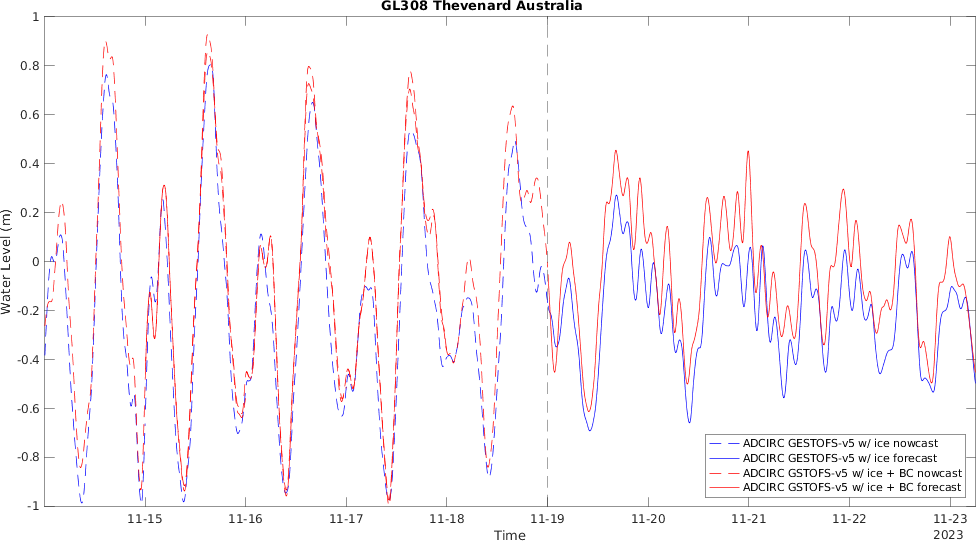 GL308 Thevenard Australia
Water Level (m)
1
0.8
0.6
0.4
0.2
0
-0.2
-0.4
-0.6
-0.8
-1
ADCIRC GESTOFS-v5 w/ ice nowcast
ADCIRC GESTOFS-v5 w/ ice forecast
ADCIRC GSTOFS-v5 w/ ice + BC nowcast
ADCIRC GSTOFS-v5 w/ ice + BC forecast
11-15 11-16 11-17 11-18 11-19 11-20 11-21 11-22 11-23
Time 2023